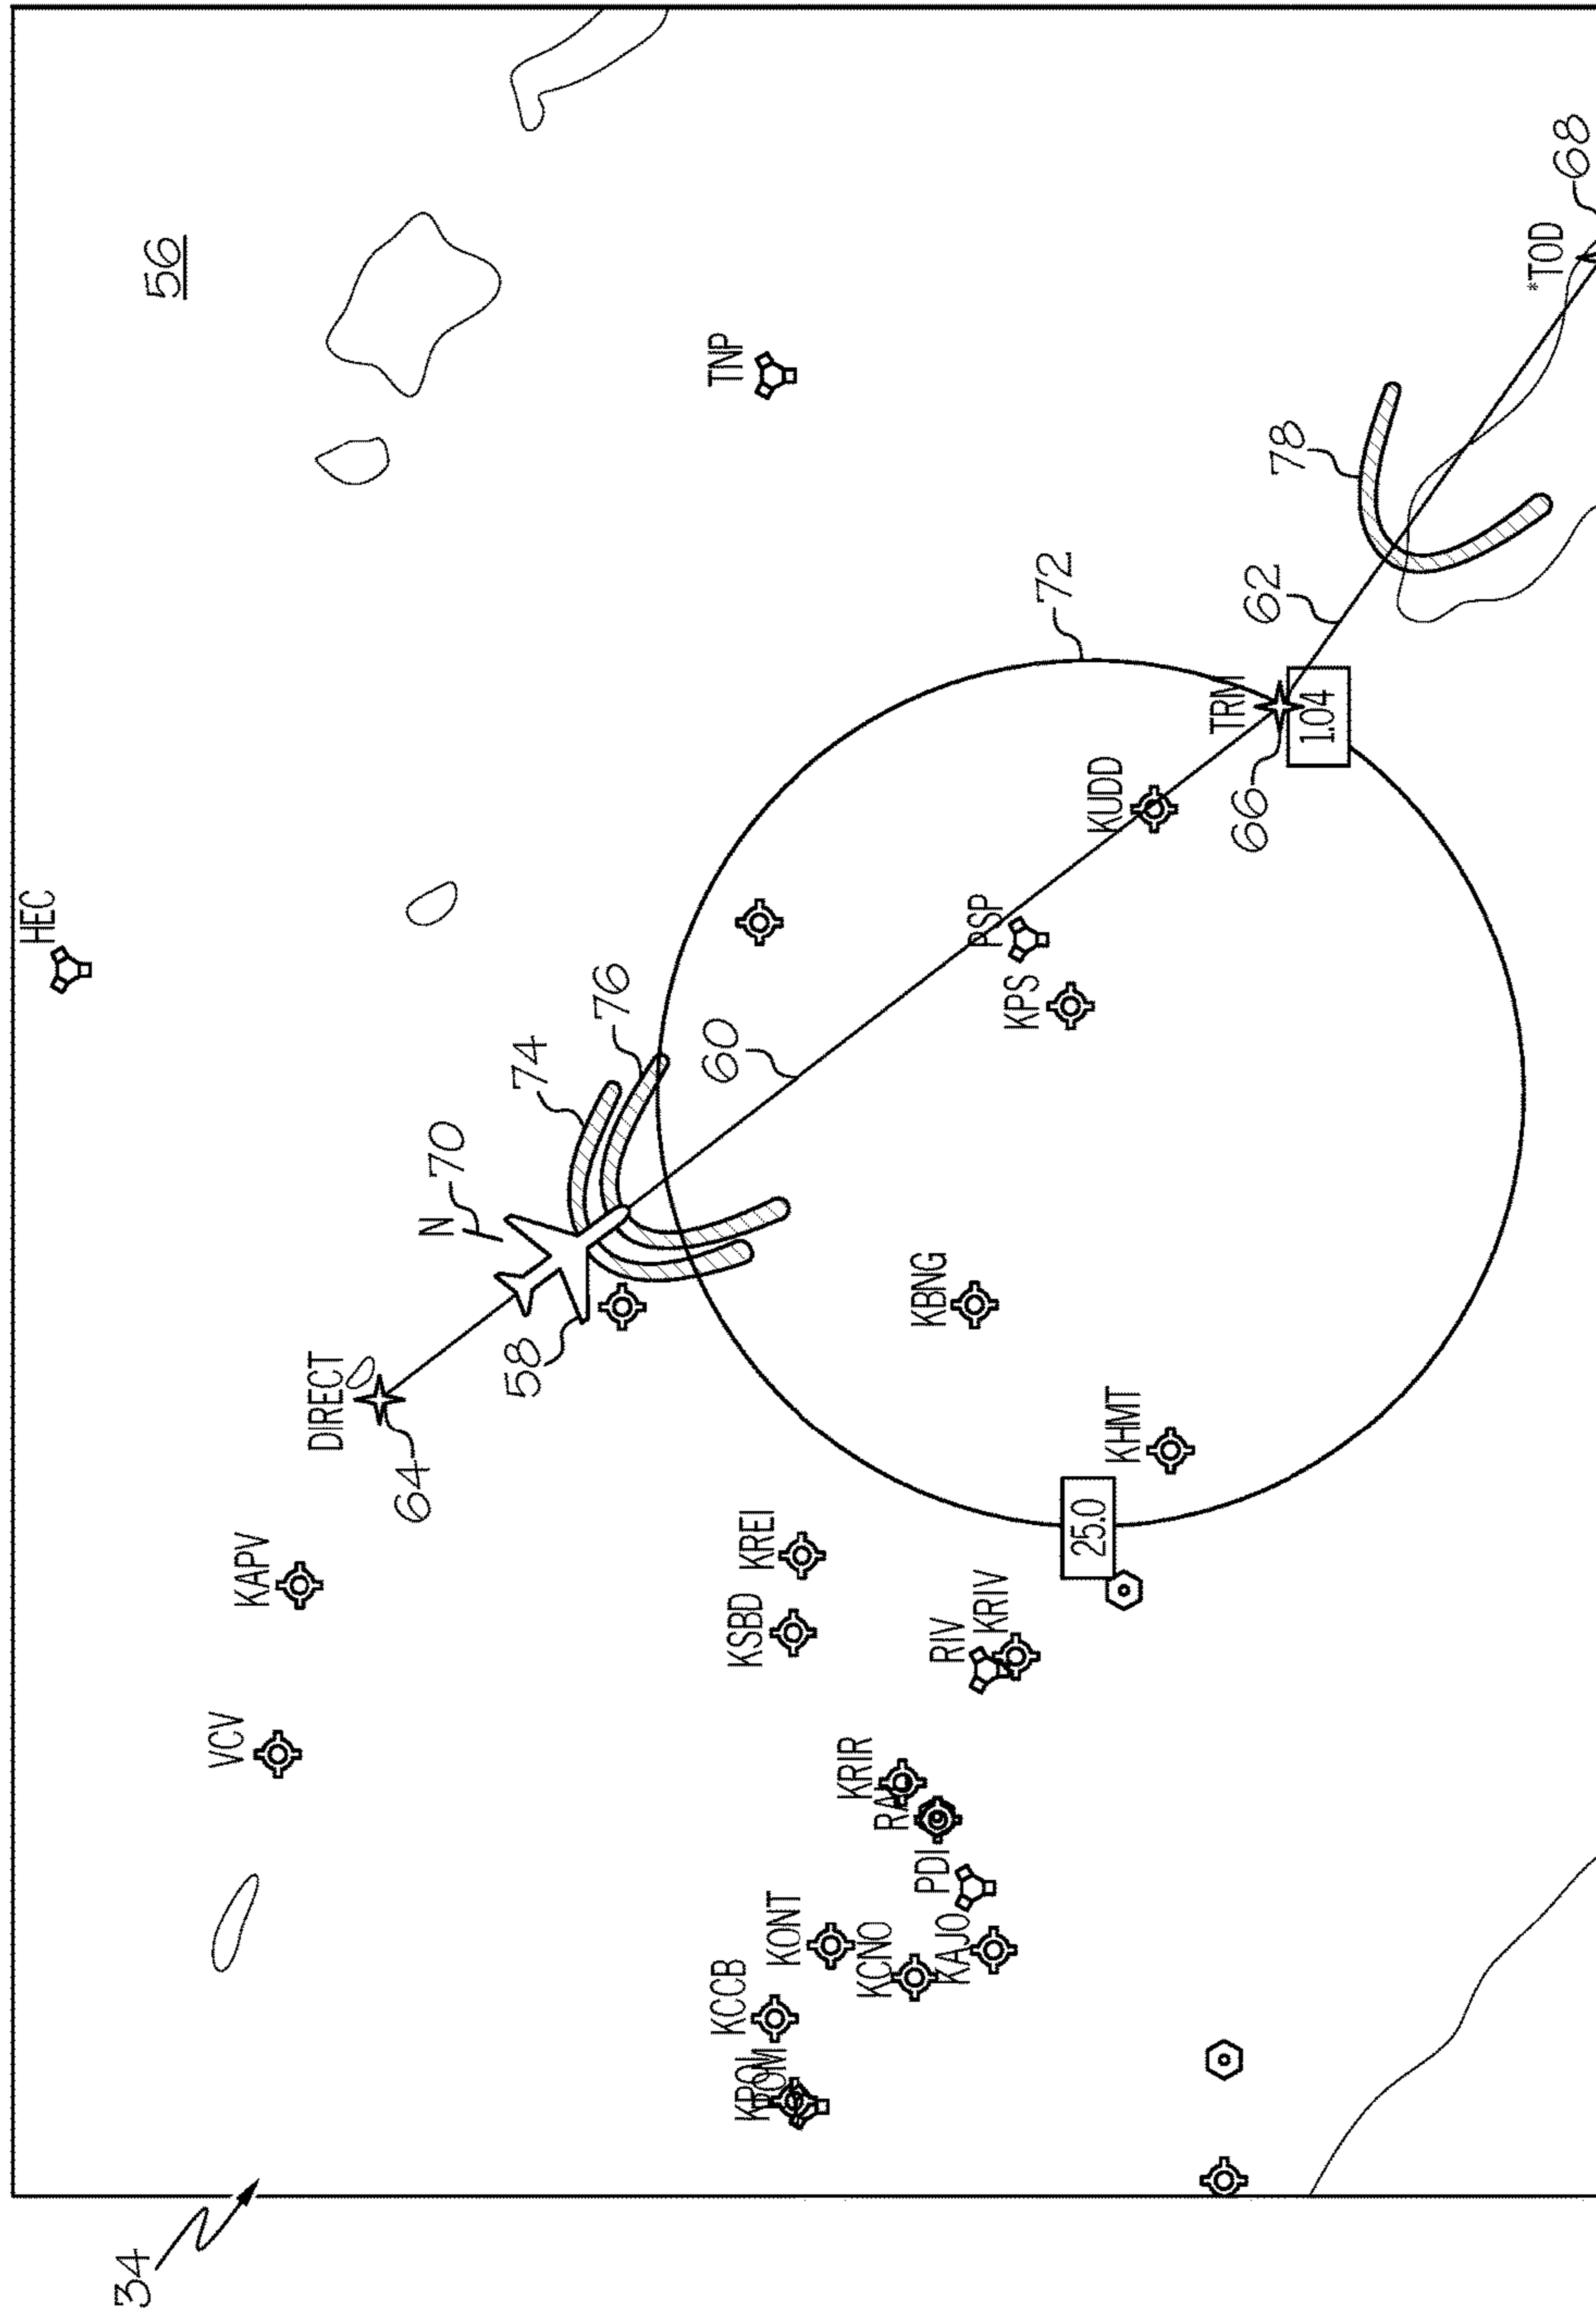 HEC
34
56
VCV
KAPV
DIRECT
64
N
70
58
74
76
60
TNP
KCCB
KSBD
KREI
POM
KONT
KRIR
KCNO
KBNG
PDI
RIV
KAJO
PSP
KRIV
KPS
72
25.0
KUDD
KHMT
TRM
66
62
78
1.04
*TOD
68